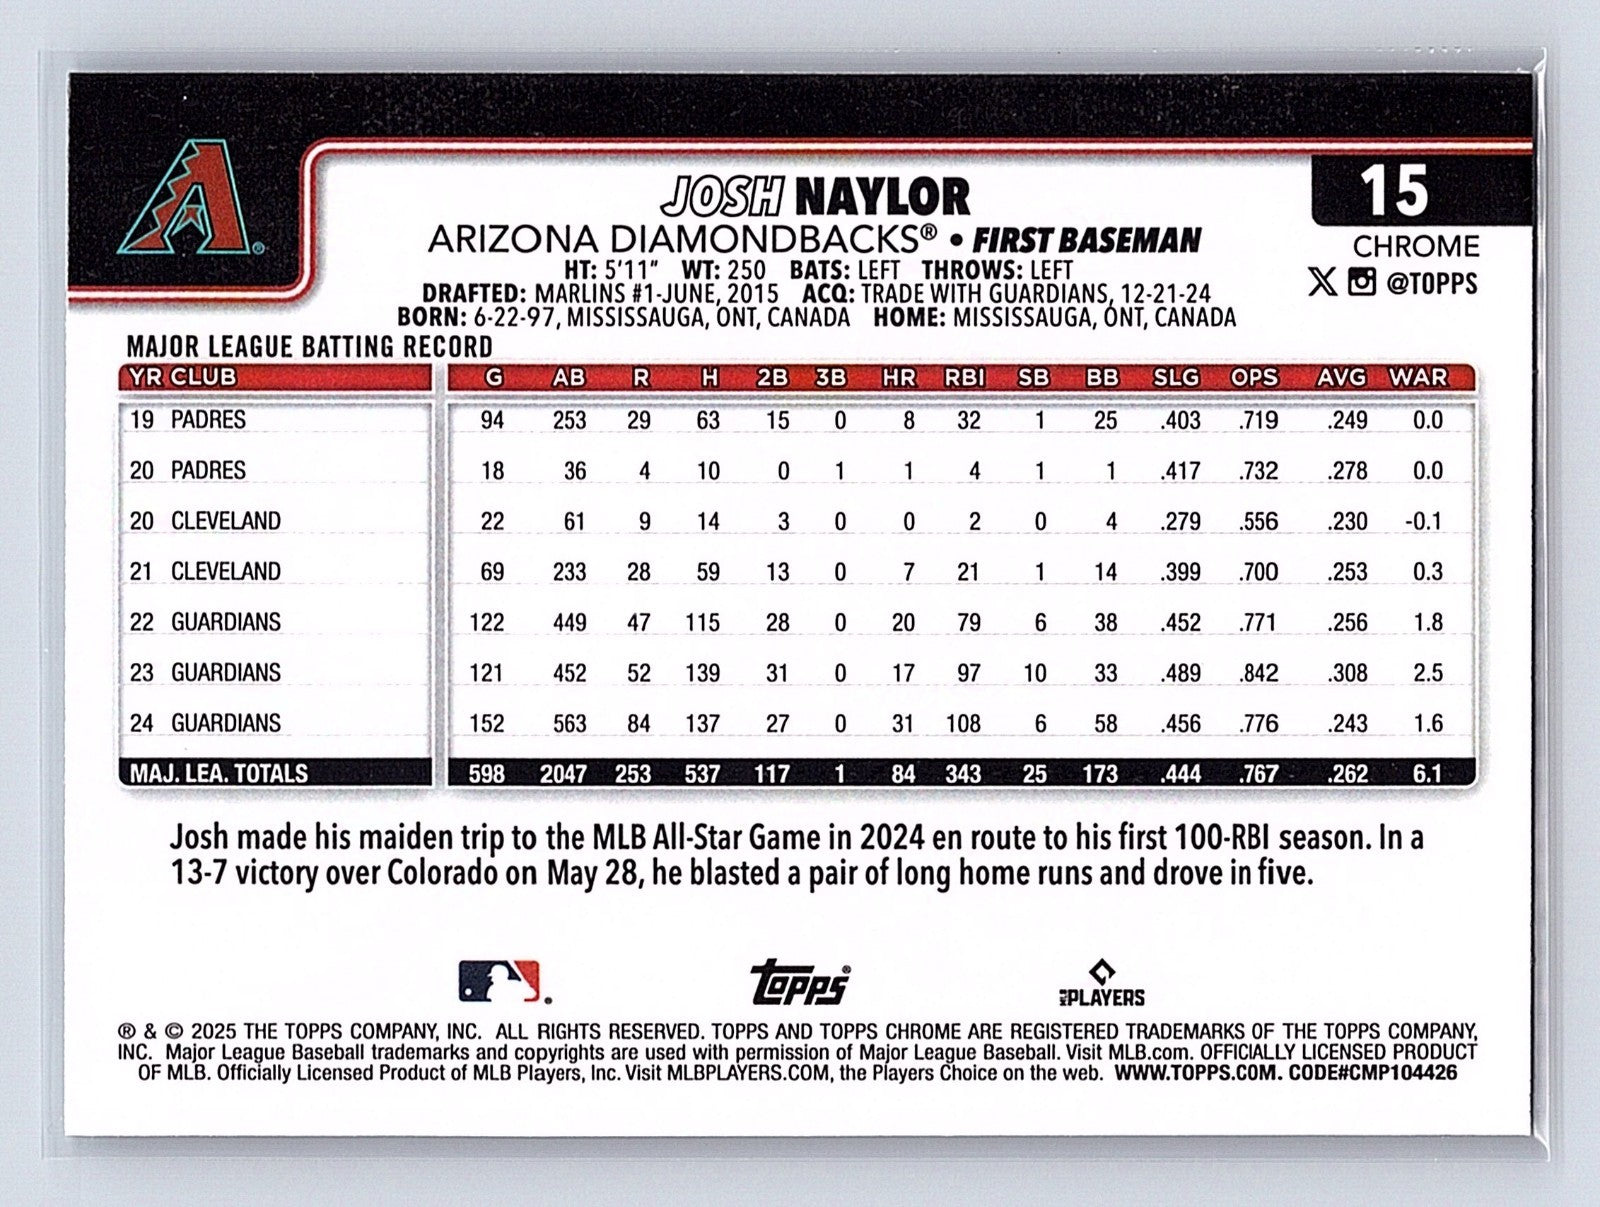 15
JOSH NAYLOR
ARIZONA DIAMONDBACKS® • FIRST BASEMAN
CHROME
HT: 5'11" WT: 250 BATS: LEFT THROWS: LEFT
@TOPPS
DRAFTED: MARLINS #1-JUNE, 2015 ACQ: TRADE WITH GUARDIANS, 12-21-24
BORN: 6-22-97, MISSISSAUGA, ONT, CANADA HOME: MISSISSAUGA, ONT, CANADA
MAJOR LEAGUE BATTING RECORD
YR CLUB G AB R H 2B 3B HR RBI SB BB SLG OPS AVG WAR
19 PADRES 94 253 29 63 15 0 8 32 1 25 .403 .719 .249 0.0
20 PADRES 18 36 4 10 0 1 1 4 1 1 .417 .732 .278 0.0
20 CLEVELAND 22 61 9 14 3 0 0 2 0 4 .279 .556 .230 -0.1
21 CLEVELAND 69 233 28 59 13 0 7 21 1 14 .399 .700 .253 0.3
22 GUARDIANS 122 449 47 115 28 0 20 79 6 38 .452 .771 .256 1.8
23 GUARDIANS 121 452 52 139 31 0 17 97 10 33 .489 .842 .308 2.5
24 GUARDIANS 152 563 84 137 27 0 31 108 6 58 .456 .776 .243 1.6
MAJ. LEA. TOTALS 598 2047 253 537 117 1 84 343 25 173 .444 .767 .262 6.1
Josh made his maiden trip to the MLB All-Star Game in 2024 en route to his first 100-RBI season. In a
13-7 victory over Colorado on May 28, he blasted a pair of long home runs and drove in five.
Topps®
MLB PLAYERS
® & © 2025 THE TOPPS COMPANY, INC. ALL RIGHTS RESERVED. TOPPS AND TOPPS CHROME ARE REGISTERED TRADEMARKS OF THE TOPPS COMPANY,
INC. Major League Baseball trademarks and copyrights are used with permission of Major League Baseball. Visit MLB.com. OFFICIALLY LICENSED PRODUCT
OF MLB. Officially Licensed Product of MLB Players, Inc. Visit MLBPLAYERS.COM, the Players Choice on the web. WWW.TOPPS.COM. CODE#CMP104426